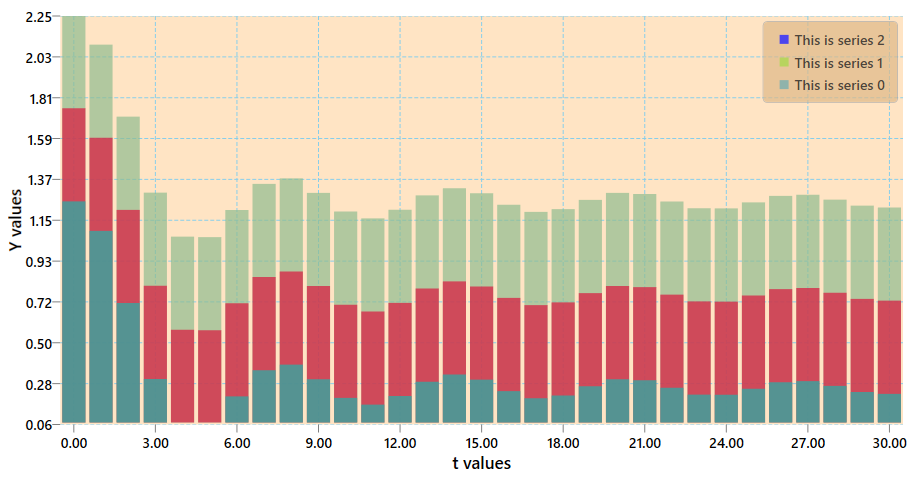 2.25
2.03
1.81
1.59
1.37
1.15
0.93
0.72
0.50
0.28
0.06
Y values
This is series 2
This is series 1
This is series 0
0.00 3.00 6.00 9.00 12.00 15.00 18.00 21.00 24.00 27.00 30.00
t values